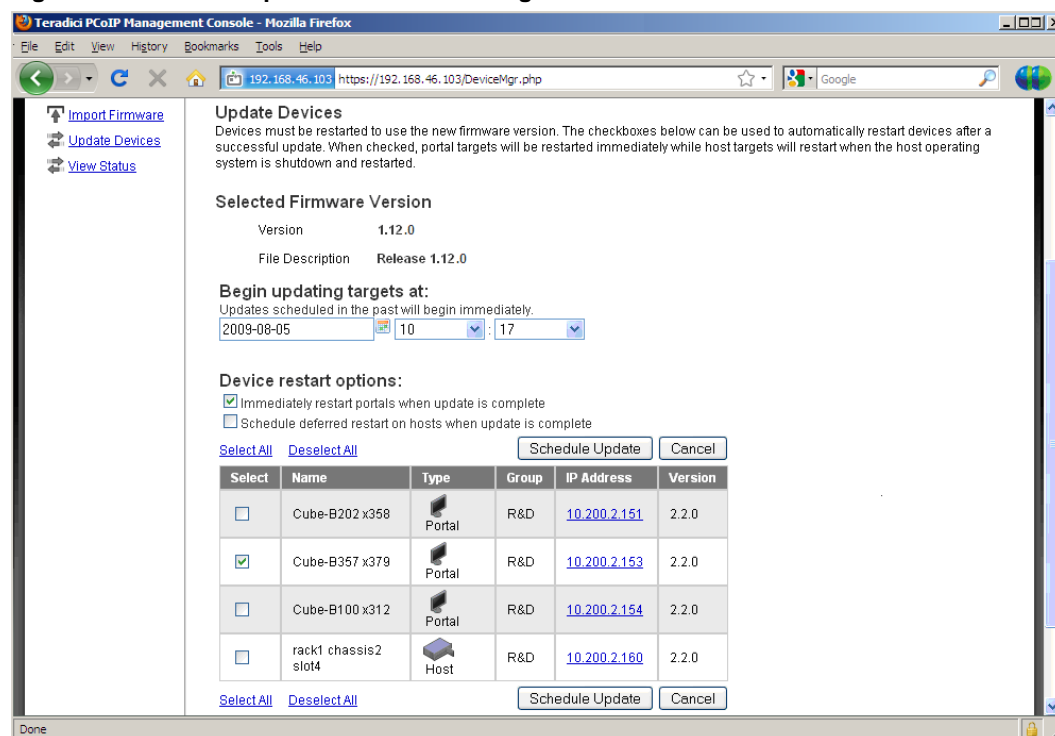 Teradici PCoIP Management Console - Mozilla Firefox
File Edit View History Bookmarks Tools Help
192.168.46.103 https://192.168.46.103/DeviceMgr.php
Google
Import Firmware
Update Devices
View Status
Update Devices
Devices must be restarted to use the new firmware version. The checkboxes below can be used to automatically restart devices after a
successful update. When checked, portal targets will be restarted immediately while host targets will restart when the host operating
system is shutdown and restarted.
Selected Firmware Version
Version 1.12.0
File Description Release 1.12.0
Begin updating targets at:
Updates scheduled in the past will begin immediately.
2009-08-05 10 : 17
Device restart options:
Immediately restart portals when update is complete
Schedule deferred restart on hosts when update is complete
Select All Deselect All Schedule Update Cancel
Select Name Type Group IP Address Version
Cube-B202 x358 Portal R&D 10.200.2.151 2.2.0
Cube-B357 x379 Portal R&D 10.200.2.153 2.2.0
Cube-B100 x312 Portal R&D 10.200.2.154 2.2.0
rack1 chassis2
slot4 Host R&D 10.200.2.160 2.2.0
Select All Deselect All Schedule Update Cancel
Done